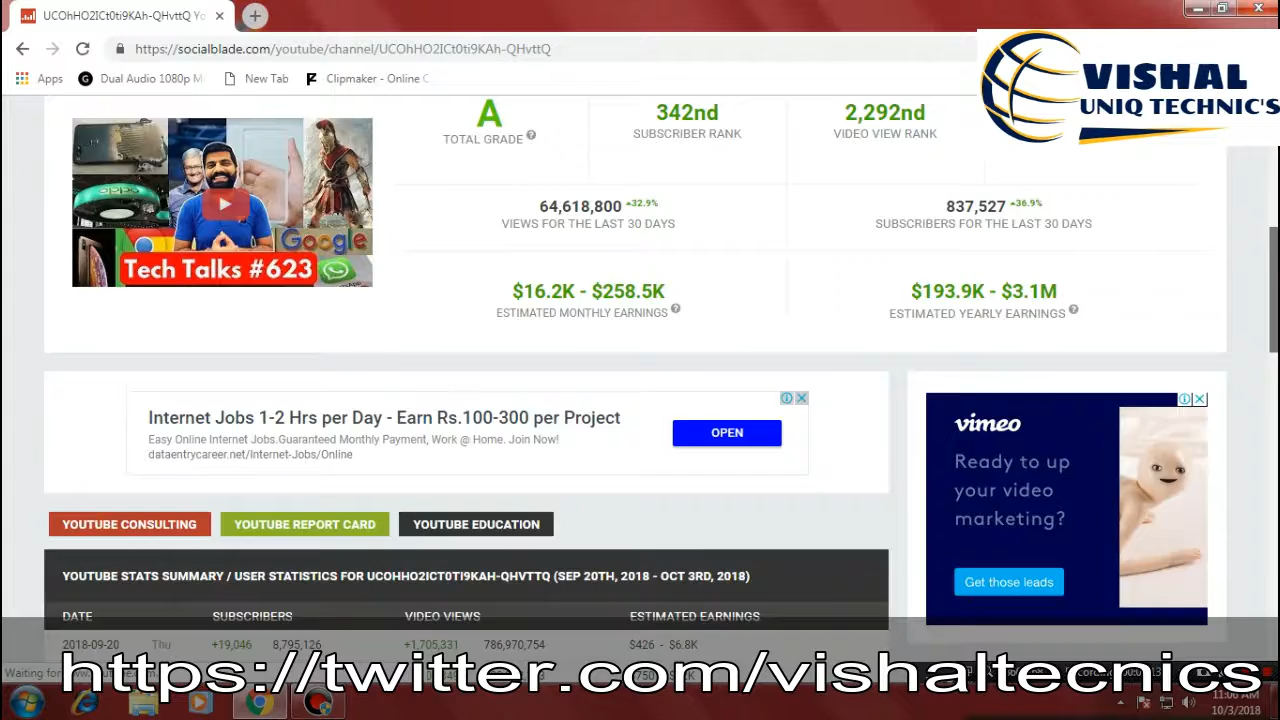 UCOhHO2ICt0ti9KAh-QHvttQ Yo
https://socialblade.com/youtube/channel/UCOhHO2ICt0ti9KAh-QHvttQ
Apps
Dual Audio 1080p M
New Tab
Clipmaker - Online C
VISHAL
UNIQ TECHNIC'S
A
TOTAL GRADE
342nd
SUBSCRIBER RANK
2,292nd
VIDEO VIEW RANK
Google
Tech Talks #623
64,618,800 32.9%
VIEWS FOR THE LAST 30 DAYS
837,527 36.9%
SUBSCRIBERS FOR THE LAST 30 DAYS
$16.2K - $258.5K
ESTIMATED MONTHLY EARNINGS
$193.9K - $3.1M
ESTIMATED YEARLY EARNINGS
Internet Jobs 1-2 Hrs per Day - Earn Rs.100-300 per Project
Easy Online Internet Jobs.Guaranteed Monthly Payment, Work @ Home. Join Now!
dataentrycareer.net/Internet-Jobs/Online
OPEN
vimeo
Ready to up
your video
marketing?
Get those leads
YOUTUBE CONSULTING
YOUTUBE REPORT CARD
YOUTUBE EDUCATION
YOUTUBE STATS SUMMARY / USER STATISTICS FOR UCOHHO2ICT0TI9KAH-QHVTTQ (SEP 20TH, 2018 - OCT 3RD, 2018)
DATE SUBSCRIBERS VIDEO VIEWS ESTIMATED EARNINGS
2018-09-20 Thu +19,046 8,795,126 +1,705,331 786,970,754 $426 - $6.8K
Waiting for
https://twitter.com/vishaltecnics
11:06 AM
10/3/2018